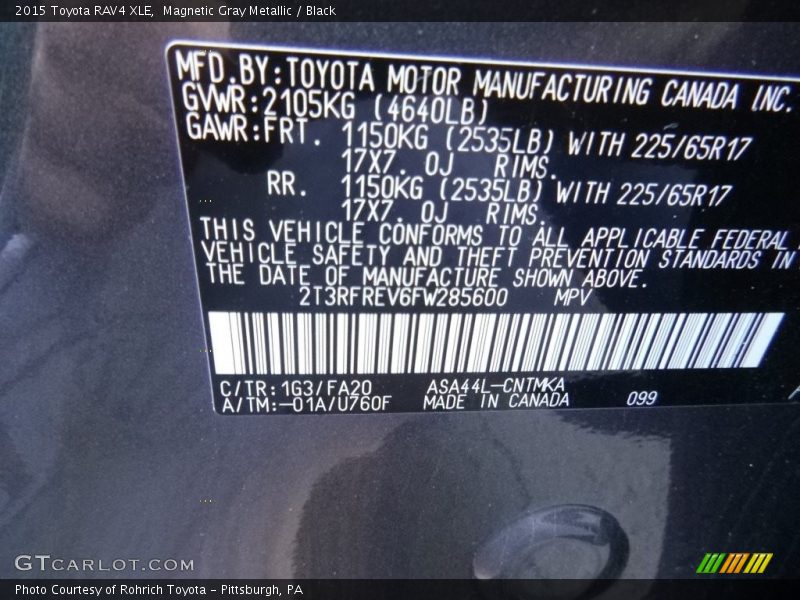 2015 Toyota RAV4 XLE,  Magnetic Gray Metallic / Black
MFD.BY:TOYOTA MOTOR MANUFACTURING CANADA INC.
GVWR:2105KG (4640LB)
GAWR:FRT. 1150KG (2535LB) WITH 225/65R17
17X7. 0J RIMS.
RR. 1150KG (2535LB) WITH 225/65R17
17X7. 0J RIMS.
THIS VEHICLE CONFORMS TO ALL APPLICABLE FEDERAL
VEHICLE SAFETY AND THEFT PREVENTION STANDARDS IN
THE DATE OF MANUFACTURE SHOWN ABOVE.
2T3RFREV6FW285600 MPV
C/TR:1G3/FA20 ASA44L-CNTMKA
A/TM:-01A/U760F MADE IN CANADA 099
GTCARLOT.COM
Photo Courtesy of Rohrich Toyota - Pittsburgh, PA